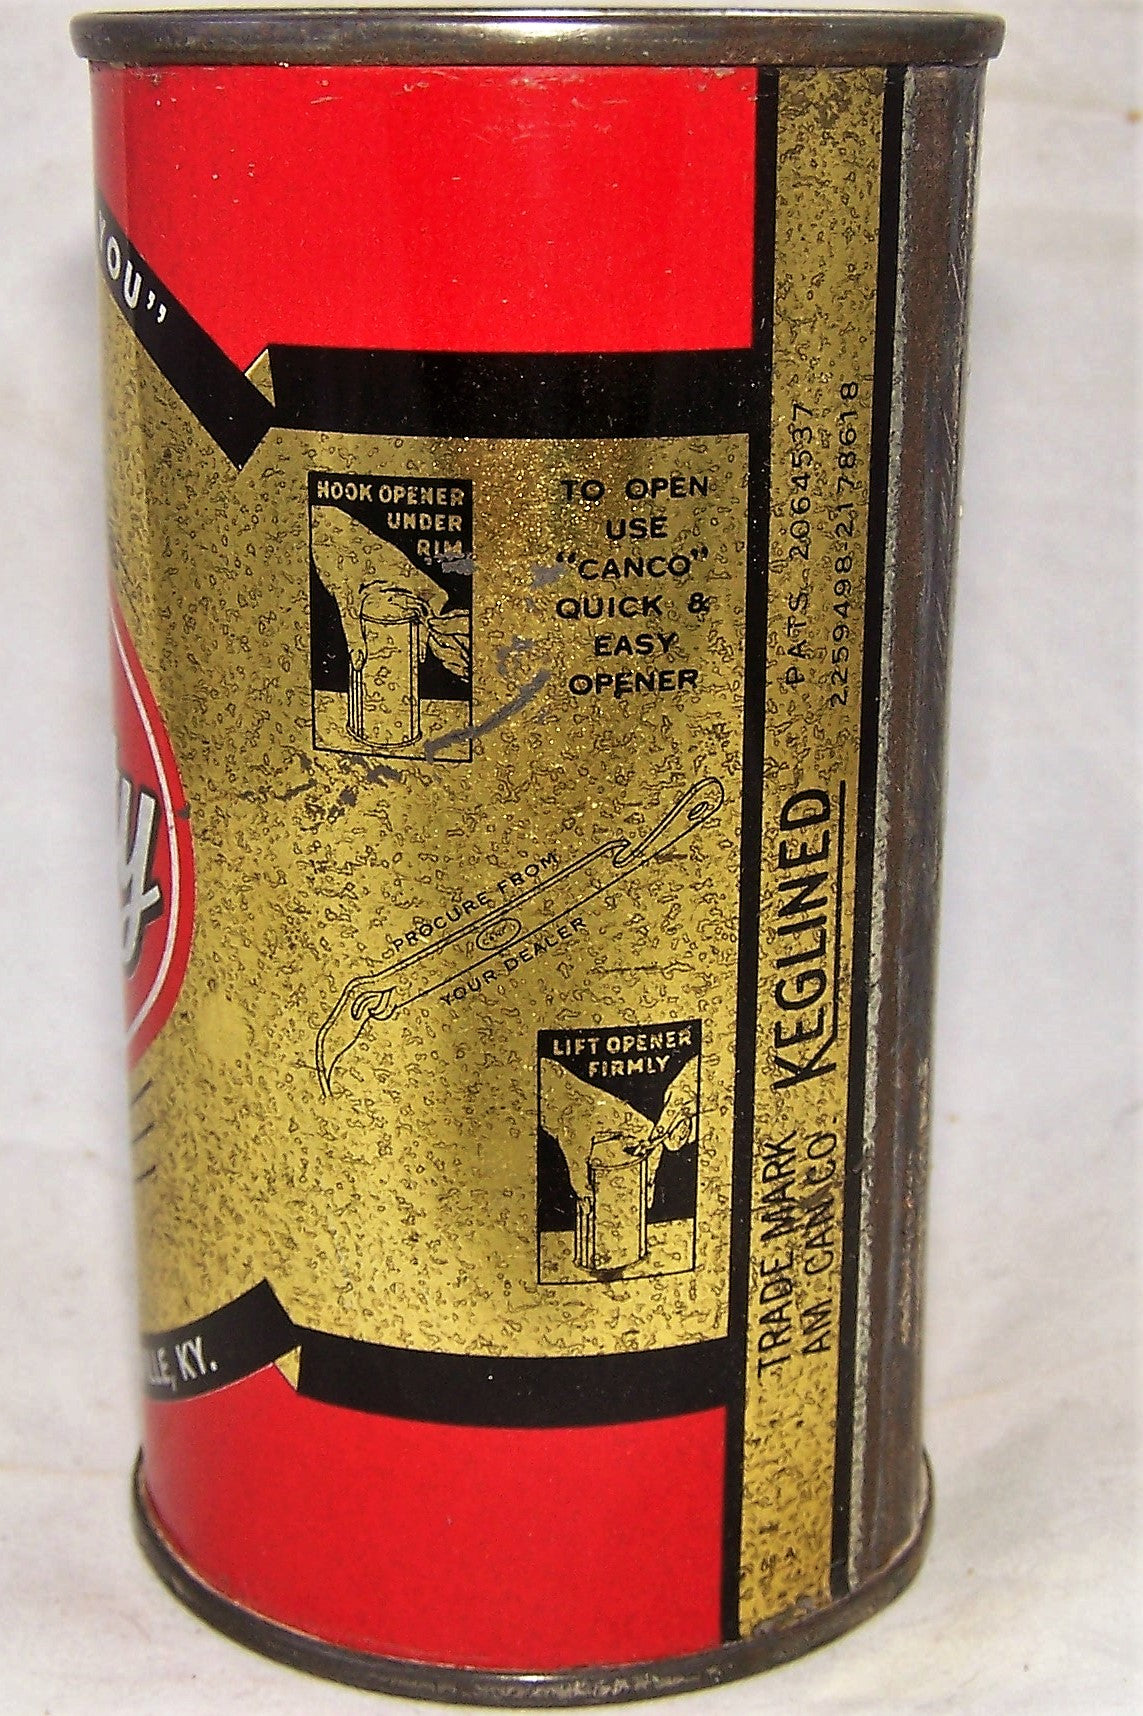 YOU"
HOOK OPENER
UNDER
RIM
TO OPEN
USE
"CANCO"
QUICK &
EASY
OPENER
PROCURE FROM
YOUR DEALER
LIFT OPENER
FIRMLY
KY.
PATS. 2064537
2259498-2178618
TRADE MARK KEGLINED
AM. CAN CO.